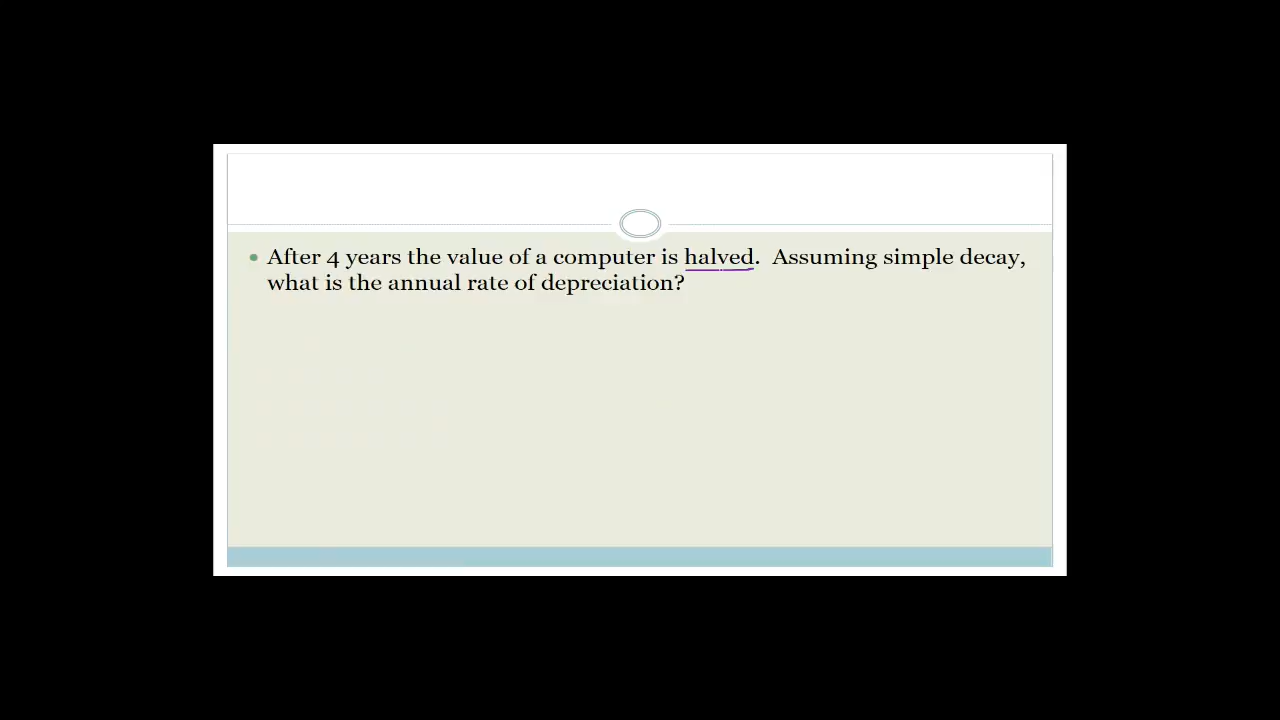 After 4 years the value of a computer is halved. Assuming simple decay,
what is the annual rate of depreciation?